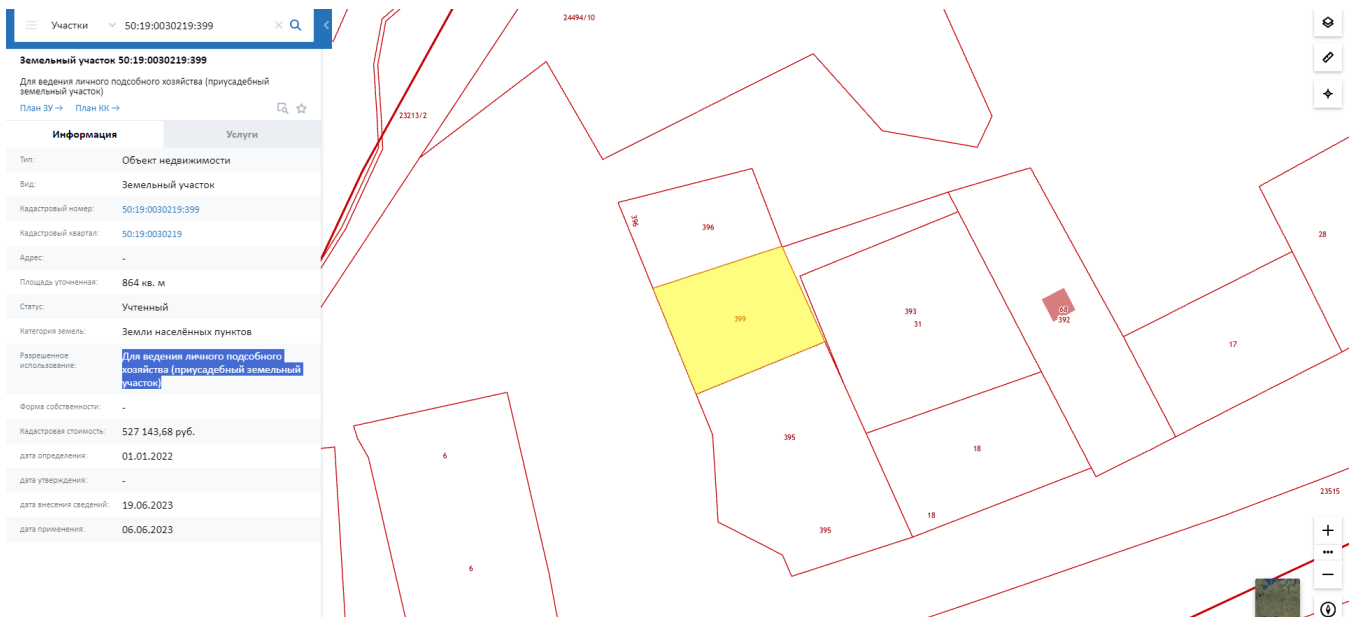 Участки 50:19:0030219:399
Земельный участок 50:19:0030219:399
Для ведения личного подсобного хозяйства (приусадебный
земельный участок)
План ЗУ → План КК →
Информация Услуги
Тип: Объект недвижимости
Вид: Земельный участок
Кадастровый номер: 50:19:0030219:399
Кадастровый квартал: 50:19:0030219
Адрес: -
Площадь уточненная: 864 кв. м
Статус: Учтенный
Категория земель: Земли населённых пунктов
Разрешенное
использование:
Для ведения личного подсобного
хозяйства (приусадебный земельный
участок)
Форма собственности: -
Кадастровая стоимость: 527 143,68 руб.
дата определения: 01.01.2022
дата утверждения: -
дата внесения сведений: 19.06.2023
дата применения: 06.06.2023
24494/10
23213/2
396
396
28
399
393
31
68
392
17
395
18
6
23515
18
395
6